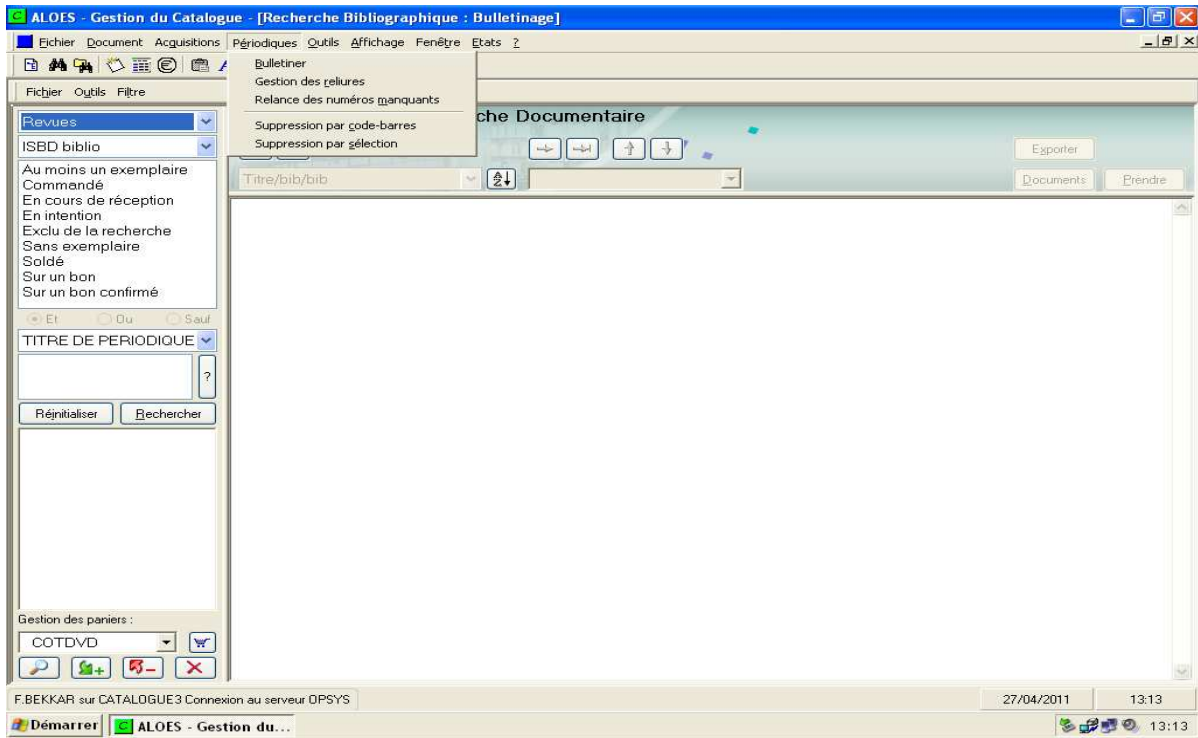 ALOES - Gestion du Catalogue - [Recherche Bibliographique : Bulletinage]
Fichier Document Acquisitions Périodiques Outils Affichage Fenêtre Etats ?
Bulletiner
Gestion des reliures
Relance des numéros manquants
Suppression par code-barres
Suppression par sélection
Fichier Outils Filtre
che Documentaire
Revues
ISBD biblio
Exporter
Titre/bib/bib
Documents
Prendre
Au moins un exemplaire
Commandé
En cours de réception
En intention
Exclu de la recherche
Sans exemplaire
Soldé
Sur un bon
Sur un bon confirmé
Et Ou Sauf
TITRE DE PERIODIQUE
?
Réinitialiser Rechercher
Gestion des paniers :
COTDVD
F.BEKKAR sur CATALOGUE3 Connexion au serveur OPSYS
27/04/2011 13:13
Démarrer ALOES - Gestion du... 13:13